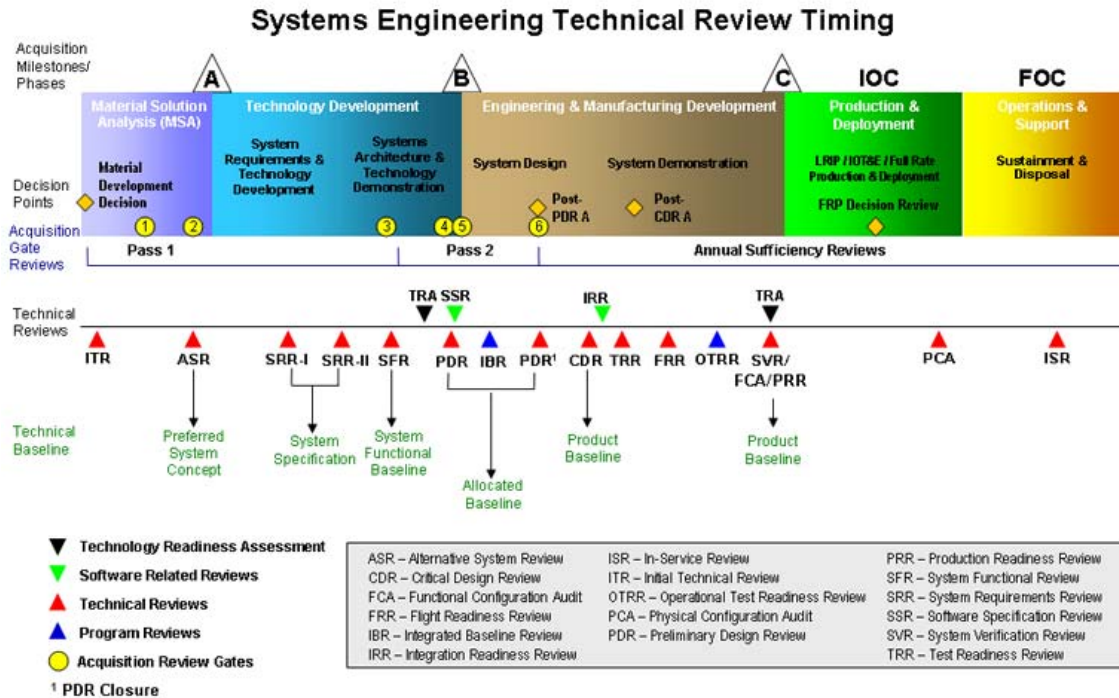 Systems Engineering Technical Review Timing
Acquisition
Milestones/
Phases
A
B
C
IOC
FOC
Material Solution
Analysis (MSA)
Technology Development
Engineering & Manufacturing Development
Production &
Deployment
Operations &
Support
Material
Development
Decision
System
Requirements &
Technology
Development
Systems
Architecture &
Technology
Demonstration
System Design
System Demonstration
LRIP / IOT&E / Full Rate
Production & Deployment
Sustainment &
Disposal
Decision
Points
Post-
PDR A
Post-
CDR A
FRP Decision Review
1
2
3
4
5
6
Acquisition
Gate
Reviews
Pass 1
Pass 2
Annual Sufficiency Reviews
TRA
SSR
IRR
TRA
Technical
Reviews
ITR
ASR
SRR-I
SRR-II
SFR
PDR
IBR
PDR¹
CDR
TRR
FRR
OTRR
SVR/
FCA/PRR
PCA
ISR
Technical
Baseline
Preferred
System
Concept
System
Specification
System
Functional
Baseline
Allocated
Baseline
Product
Baseline
Product
Baseline
Technology Readiness Assessment
Software Related Reviews
Technical Reviews
Program Reviews
Acquisition Review Gates
¹ PDR Closure
ASR – Alternative System Review
CDR – Critical Design Review
FCA – Functional Configuration Audit
FRR – Flight Readiness Review
IBR – Integrated Baseline Review
IRR – Integration Readiness Review
ISR – In-Service Review
ITR – Initial Technical Review
OTRR – Operational Test Readiness Review
PCA – Physical Configuration Audit
PDR – Preliminary Design Review
PRR – Production Readiness Review
SFR – System Functional Review
SRR – System Requirements Review
SSR – Software Specification Review
SVR – System Verification Review
TRR – Test Readiness Review